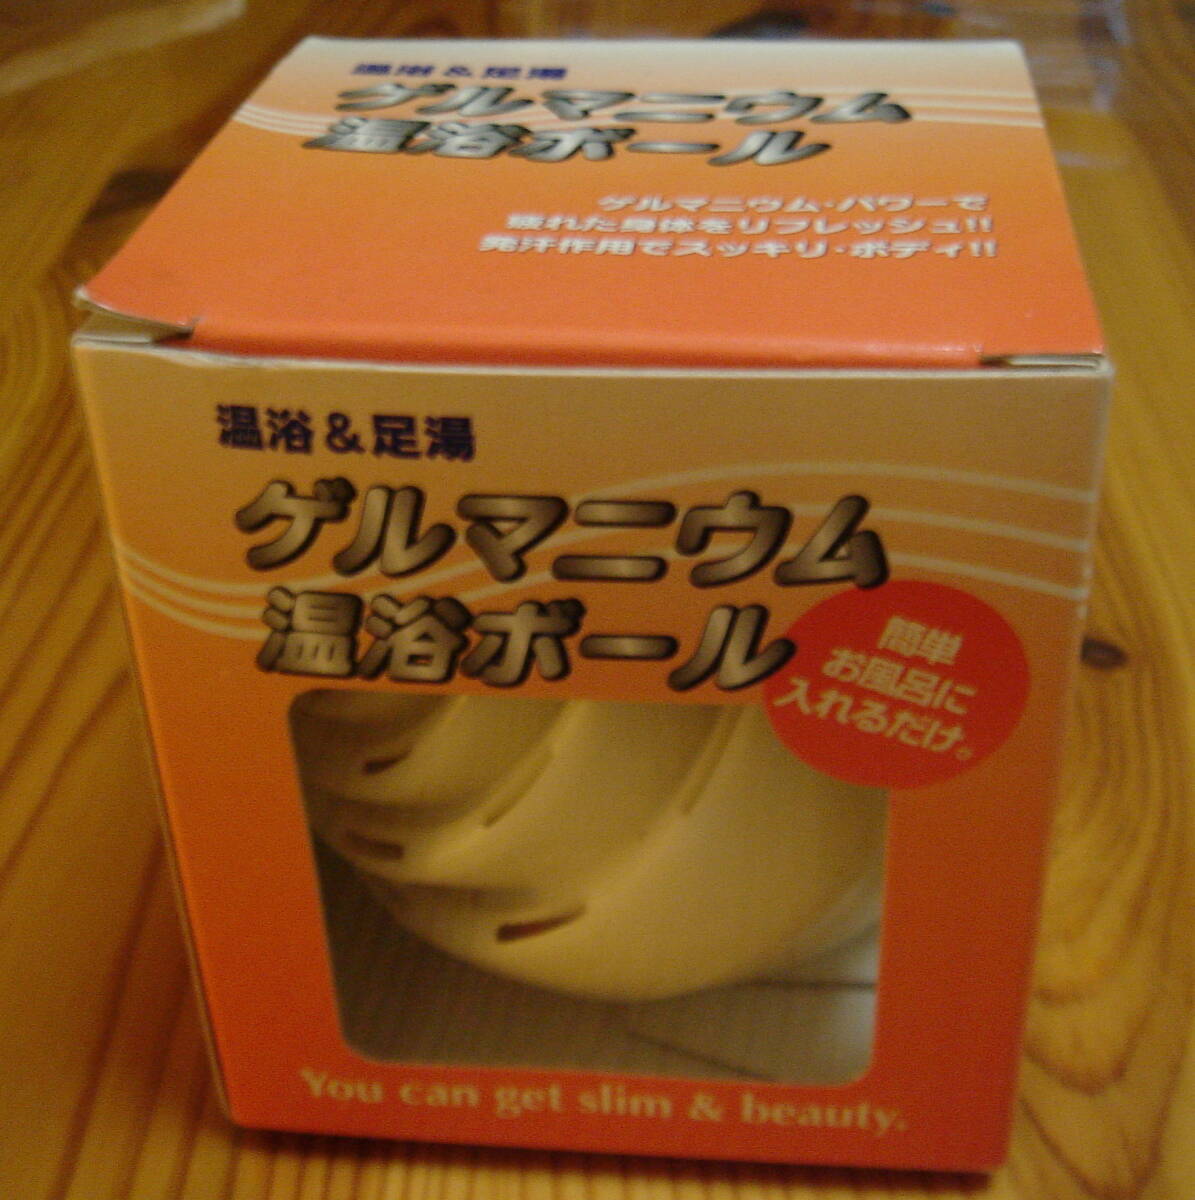 温浴&足湯
ゲルマニウム
温浴ボール
ゲルマニウム・パワーで
疲れた身体をリフレッシュ!!
発汗作用でスッキリ・ボディ!!
温浴&足湯
ゲルマニウム
温浴ボール
簡単
お風呂に
入れるだけ。
You can get slim & beauty.